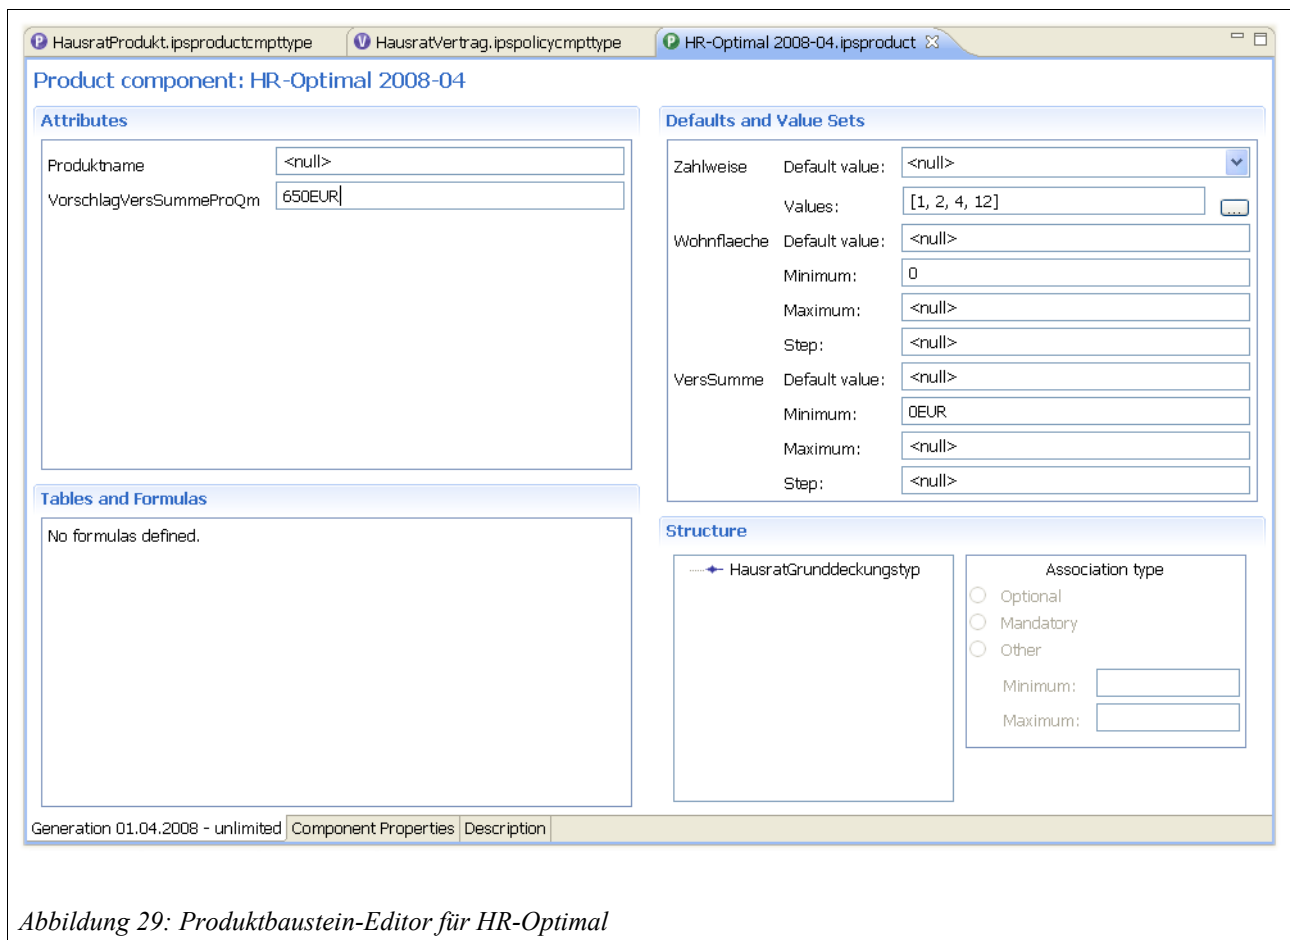 HausratProdukt.ipsproductcmpttype
HausratVertrag.ipspolicycmpttype
HR-Optimal 2008-04.ipsproduct
Product component: HR-Optimal 2008-04
Attributes
Produktname <null>
VorschlagVersSummeProQm 650EUR
Tables and Formulas
No formulas defined.
Defaults and Value Sets
Zahlweise Default value: <null>
Values: [1, 2, 4, 12] ...
Wohnflaeche Default value: <null>
Minimum: 0
Maximum: <null>
Step: <null>
VersSumme Default value: <null>
Minimum: 0EUR
Maximum: <null>
Step: <null>
Structure
HausratGrunddeckungstyp
Association type
Optional
Mandatory
Other
Minimum:
Maximum:
Generation 01.04.2008 - unlimited Component Properties Description
Abbildung 29: Produktbaustein-Editor für HR-Optimal